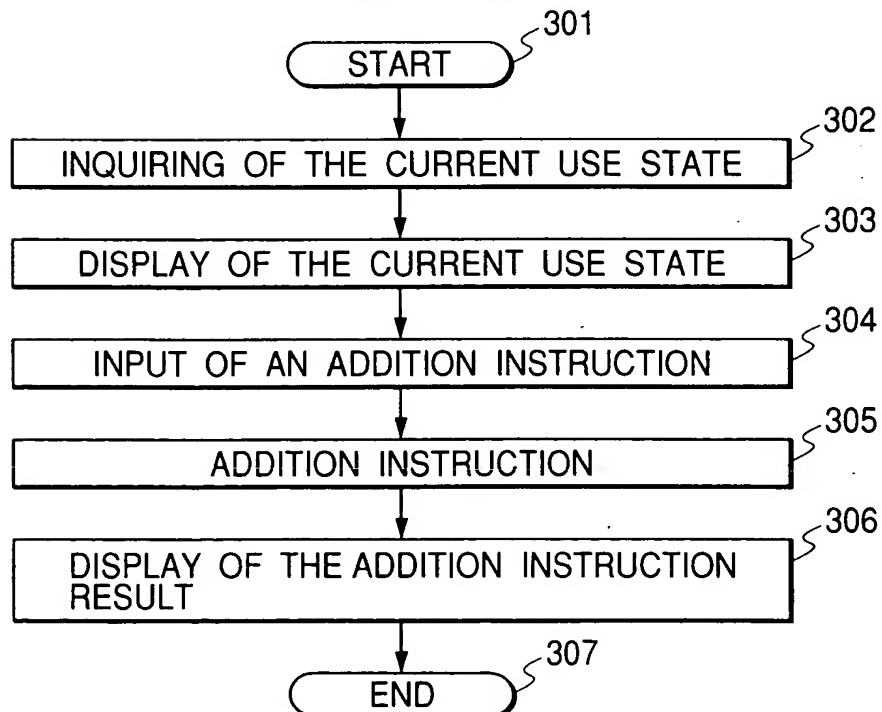 301
START
302
INQUIRING OF THE CURRENT USE STATE
303
DISPLAY OF THE CURRENT USE STATE
304
INPUT OF AN ADDITION INSTRUCTION
305
ADDITION INSTRUCTION
306
DISPLAY OF THE ADDITION INSTRUCTION
RESULT
307
END